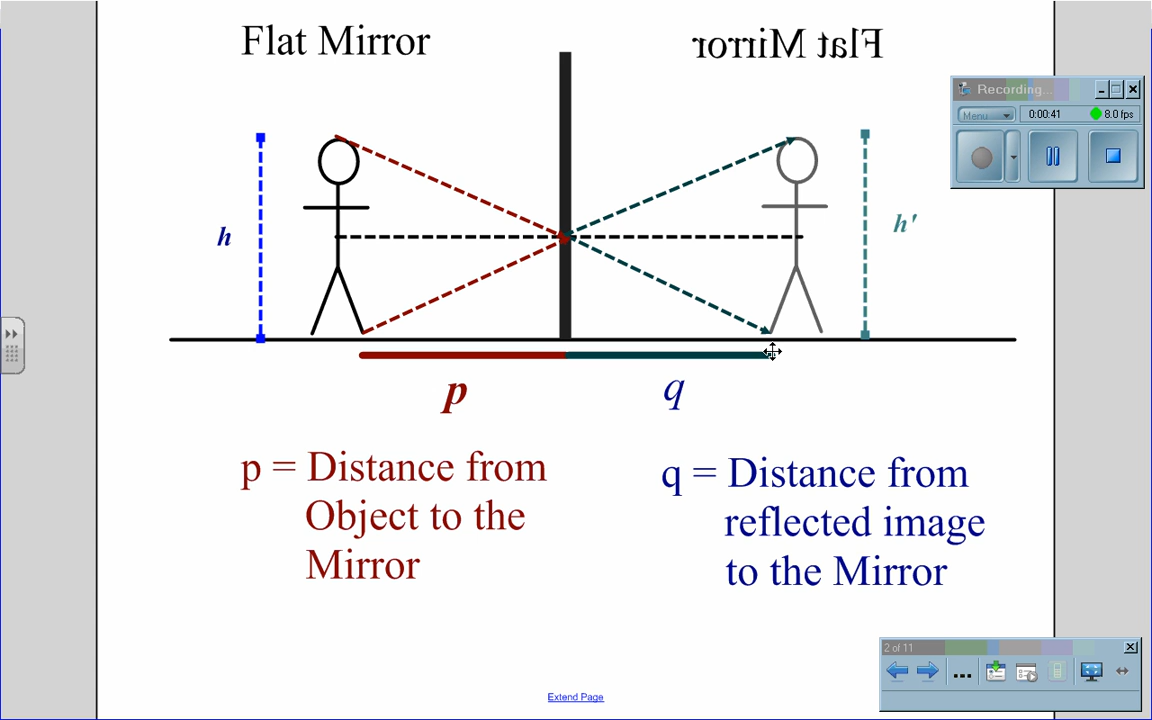 Flat Mirror
Flat Mirror
Recording...
Menu
0:00:41
8.0 fps
h
h'
p
q
p = Distance from
Object to the
Mirror
q = Distance from
reflected image
to the Mirror
2 of 11
Extend Page